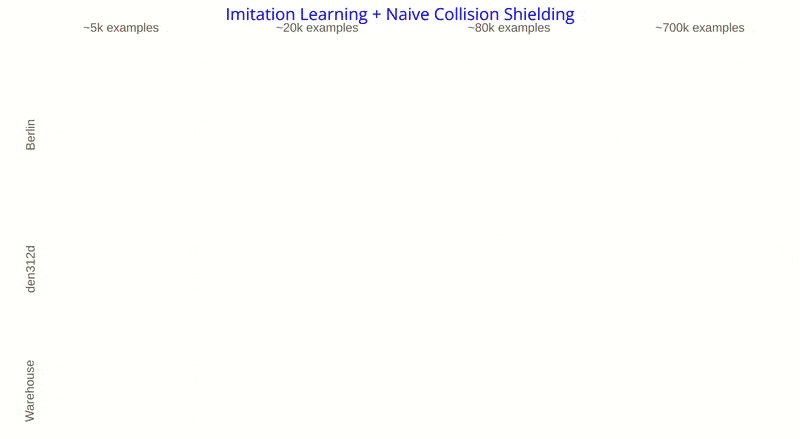 Imitation Learning + Naive Collision Shielding
~5k examples ~20k examples ~80k examples ~700k examples
Berlin
den312d
Warehouse